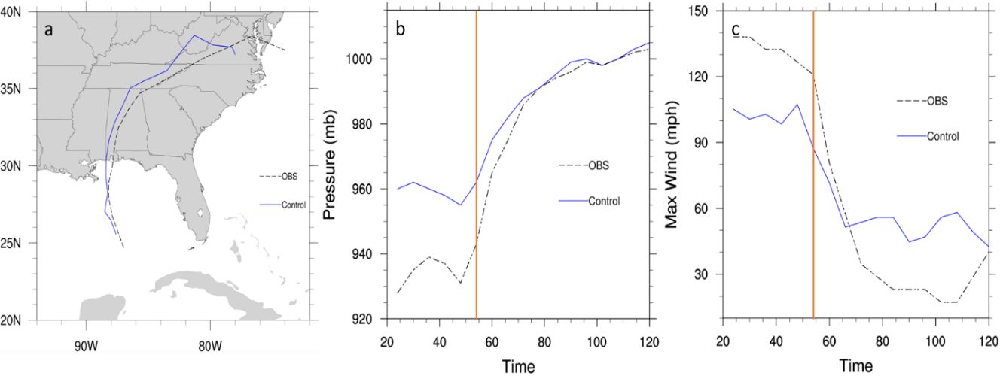 a
40N
35N
30N
25N
20N
90W
80W
OBS
Control
b
Pressure (mb)
1000
980
960
940
920
20
40
60
80
100
120
Time
OBS
Control
c
Max Wind (mph)
150
120
90
60
30
20
40
60
80
100
120
Time
OBS
Control